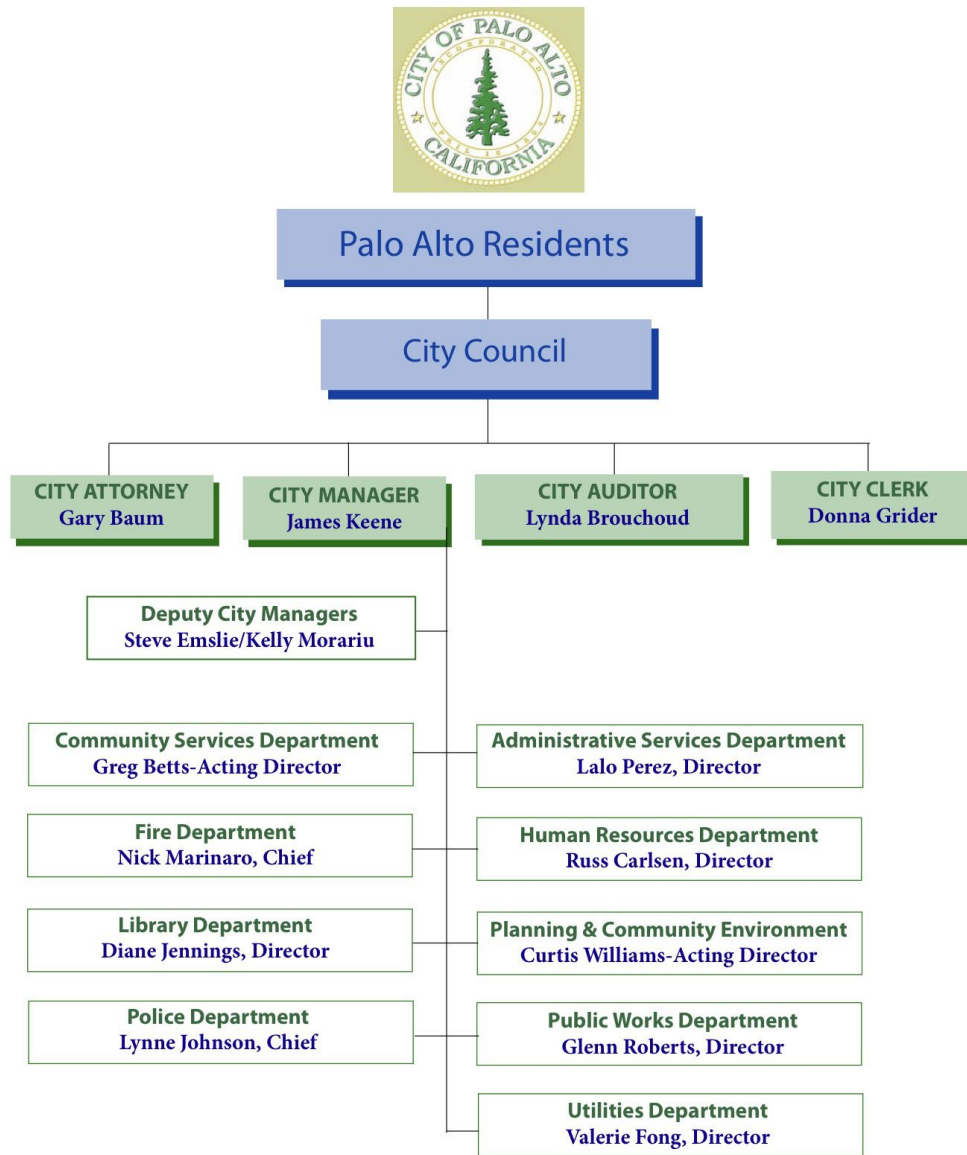 CITY OF PALO ALTO
INCORPORATED
CALIFORNIA
Palo Alto Residents
City Council
CITY ATTORNEY
Gary Baum
CITY MANAGER
James Keene
CITY AUDITOR
Lynda Brouchoud
CITY CLERK
Donna Grider
Deputy City Managers
Steve Emslie/Kelly Morariu
Community Services Department
Greg Betts-Acting Director
Administrative Services Department
Lalo Perez, Director
Fire Department
Nick Marinaro, Chief
Human Resources Department
Russ Carlsen, Director
Library Department
Diane Jennings, Director
Planning & Community Environment
Curtis Williams-Acting Director
Police Department
Lynne Johnson, Chief
Public Works Department
Glenn Roberts, Director
Utilities Department
Valerie Fong, Director